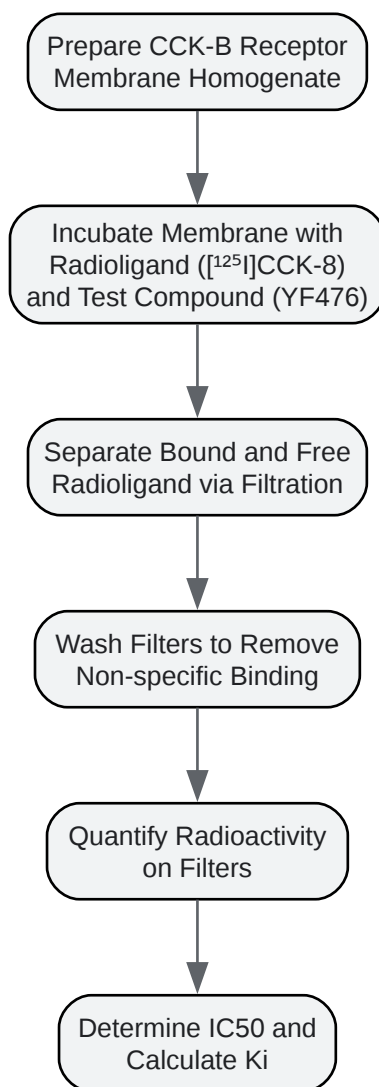 Prepare CCK-B Receptor
Membrane Homogenate
Incubate Membrane with
Radioligand ([¹²⁵I]CCK-8)
and Test Compound (YF476)
Separate Bound and Free
Radioligand via Filtration
Wash Filters to Remove
Non-specific Binding
Quantify Radioactivity
on Filters
Determine IC50 and
Calculate Ki